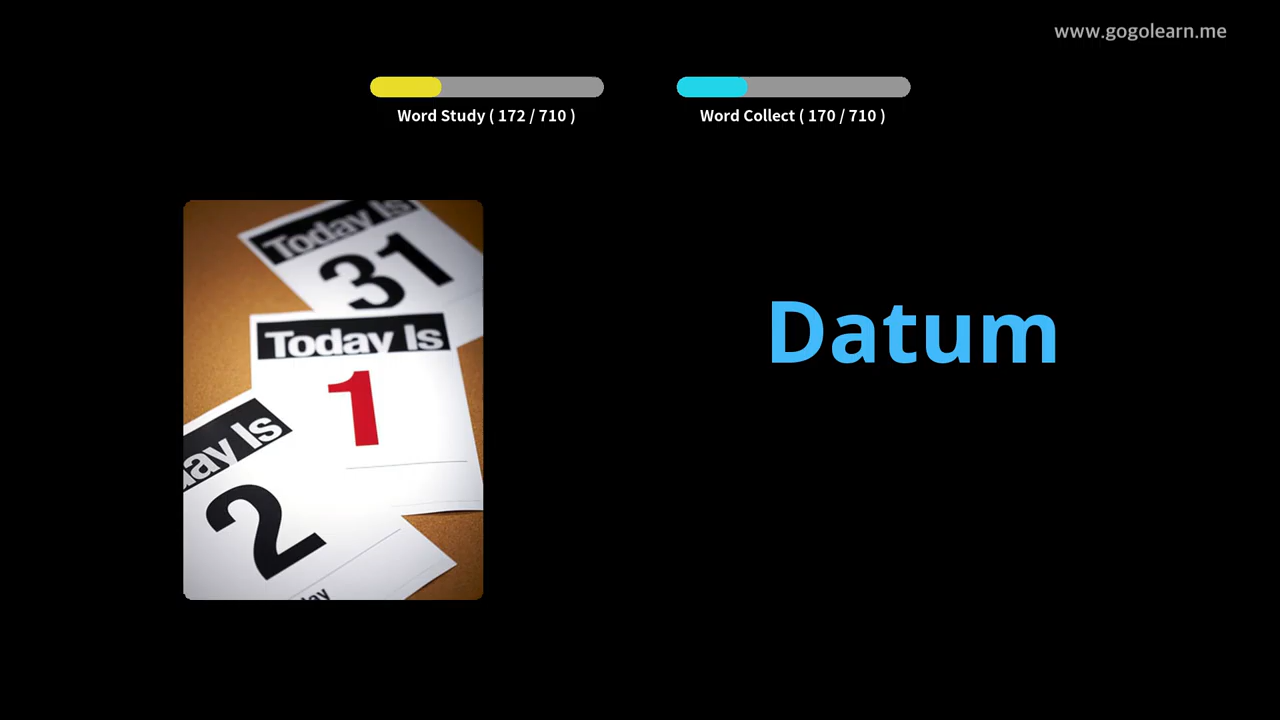 www.gogolearn.me
Word Study ( 172 / 710 )
Word Collect ( 170 / 710 )
Today Is
31
Today Is
1
day Is
2
Datum